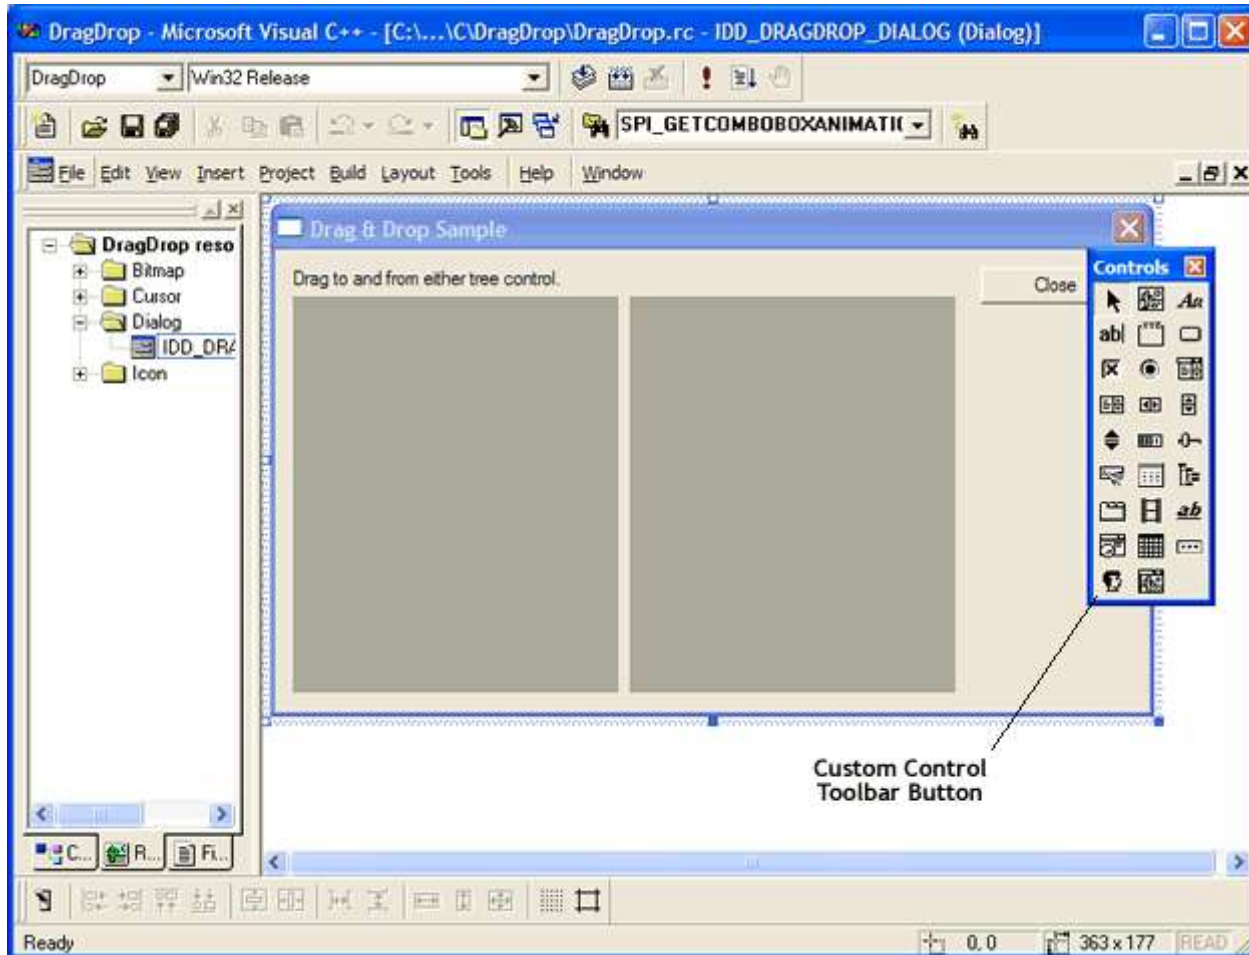 DragDrop - Microsoft Visual C++ - [C:\...\C\DragDrop\DragDrop.rc - IDD_DRAGDROP_DIALOG (Dialog)]
DragDrop Win32 Release
SPI_GETCOMBOBOXANIMATI(
File Edit View Insert Project Build Layout Tools Help Window
DragDrop reso
Bitmap
Cursor
Dialog
IDD_DRA
Icon
Drag & Drop Sample
Drag to and from either tree control.
Close
Controls
Aa
ab|
ab
Custom Control
Toolbar Button
C... R... Fi...
Ready 0, 0 363 x 177 READ